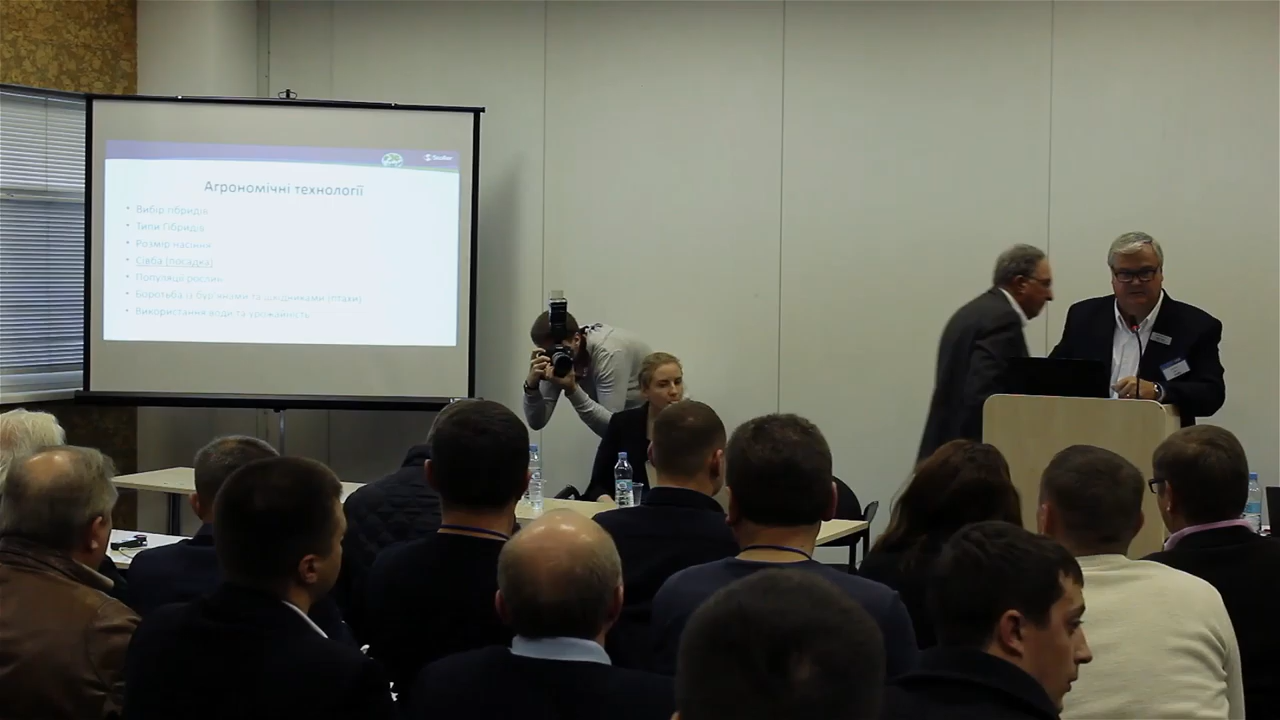 Агрономічні технології
• Вибір гібридів
• Типи Гібридів
• Розмір насіння
• Сівба (посадка)
• Популяції рослин
• Боротьба із бур'янами та шкідниками (птахи)
• Використання води та урожайність